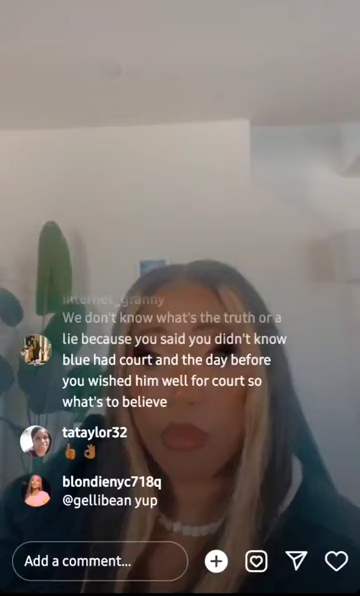 internet_granny
We don't know what's the truth or a
lie because you said you didn't know
blue had court and the day before
you wished him well for court so
what's to believe
tataylor32
blondienyc718q
@gellibean yup
Add a comment...